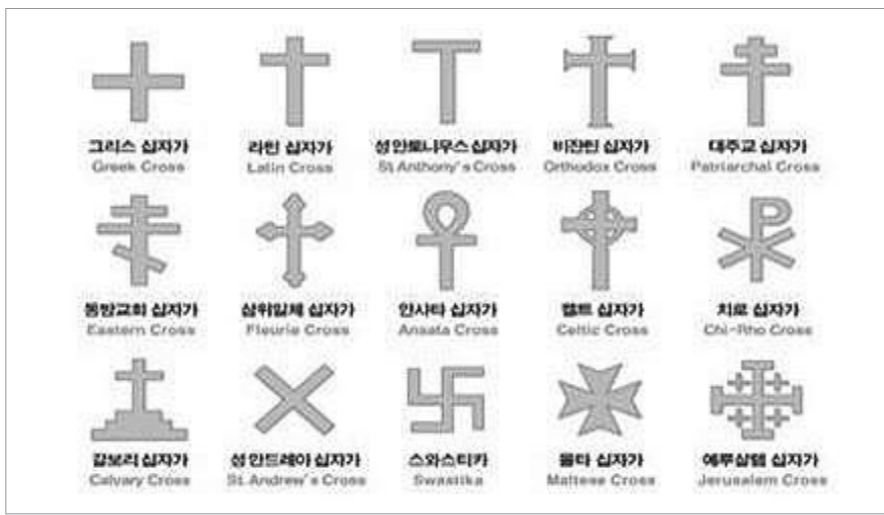 그리스 십자가
Greek Cross
라틴 십자가
Latin Cross
성 안토니우스 십자가
St. Anthony's Cross
비잔틴 십자가
Orthodox Cross
대주교 십자가
Patriarchal Cross
동방교회 십자가
Eastern Cross
삼위일체 십자가
Fleurie Cross
안사타 십자가
Ansata Cross
켈트 십자가
Celtic Cross
치로 십자가
Chi-Rho Cross
갈보리 십자가
Calvary Cross
성 안드레아 십자가
St. Andrew's Cross
스와스티카
Swastika
몰타 십자가
Maltese Cross
예루살렘 십자가
Jerusalem Cross